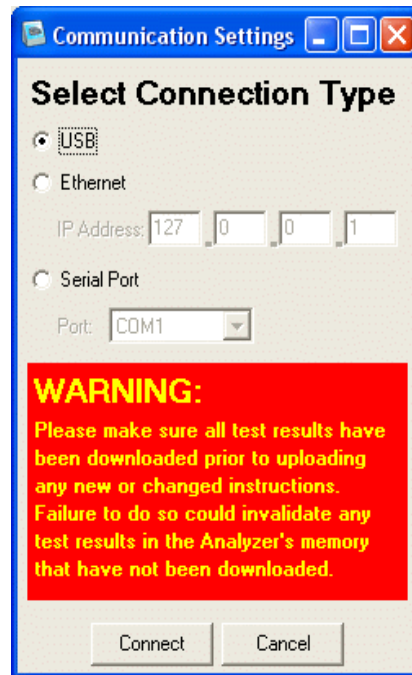 Communication Settings
Select Connection Type
USB
Ethernet
IP Address: 127 . 0 . 0 . 1
Serial Port
Port: COM1
WARNING:
Please make sure all test results have
been downloaded prior to uploading
any new or changed instructions.
Failure to do so could invalidate any
test results in the Analyzer's memory
that have not been downloaded.
Connect Cancel